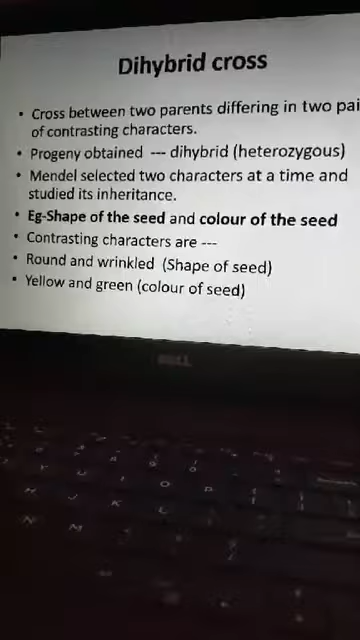 Dihybrid cross
• Cross between two parents differing in two pai
of contrasting characters.
• Progeny obtained --- dihybrid (heterozygous)
• Mendel selected two characters at a time and
studied its inheritance.
• Eg-Shape of the seed and colour of the seed
• Contrasting characters are ---
• Round and wrinkled (Shape of seed)
• Yellow and green (colour of seed)
DELL
Y U I O P
H J K L
N M